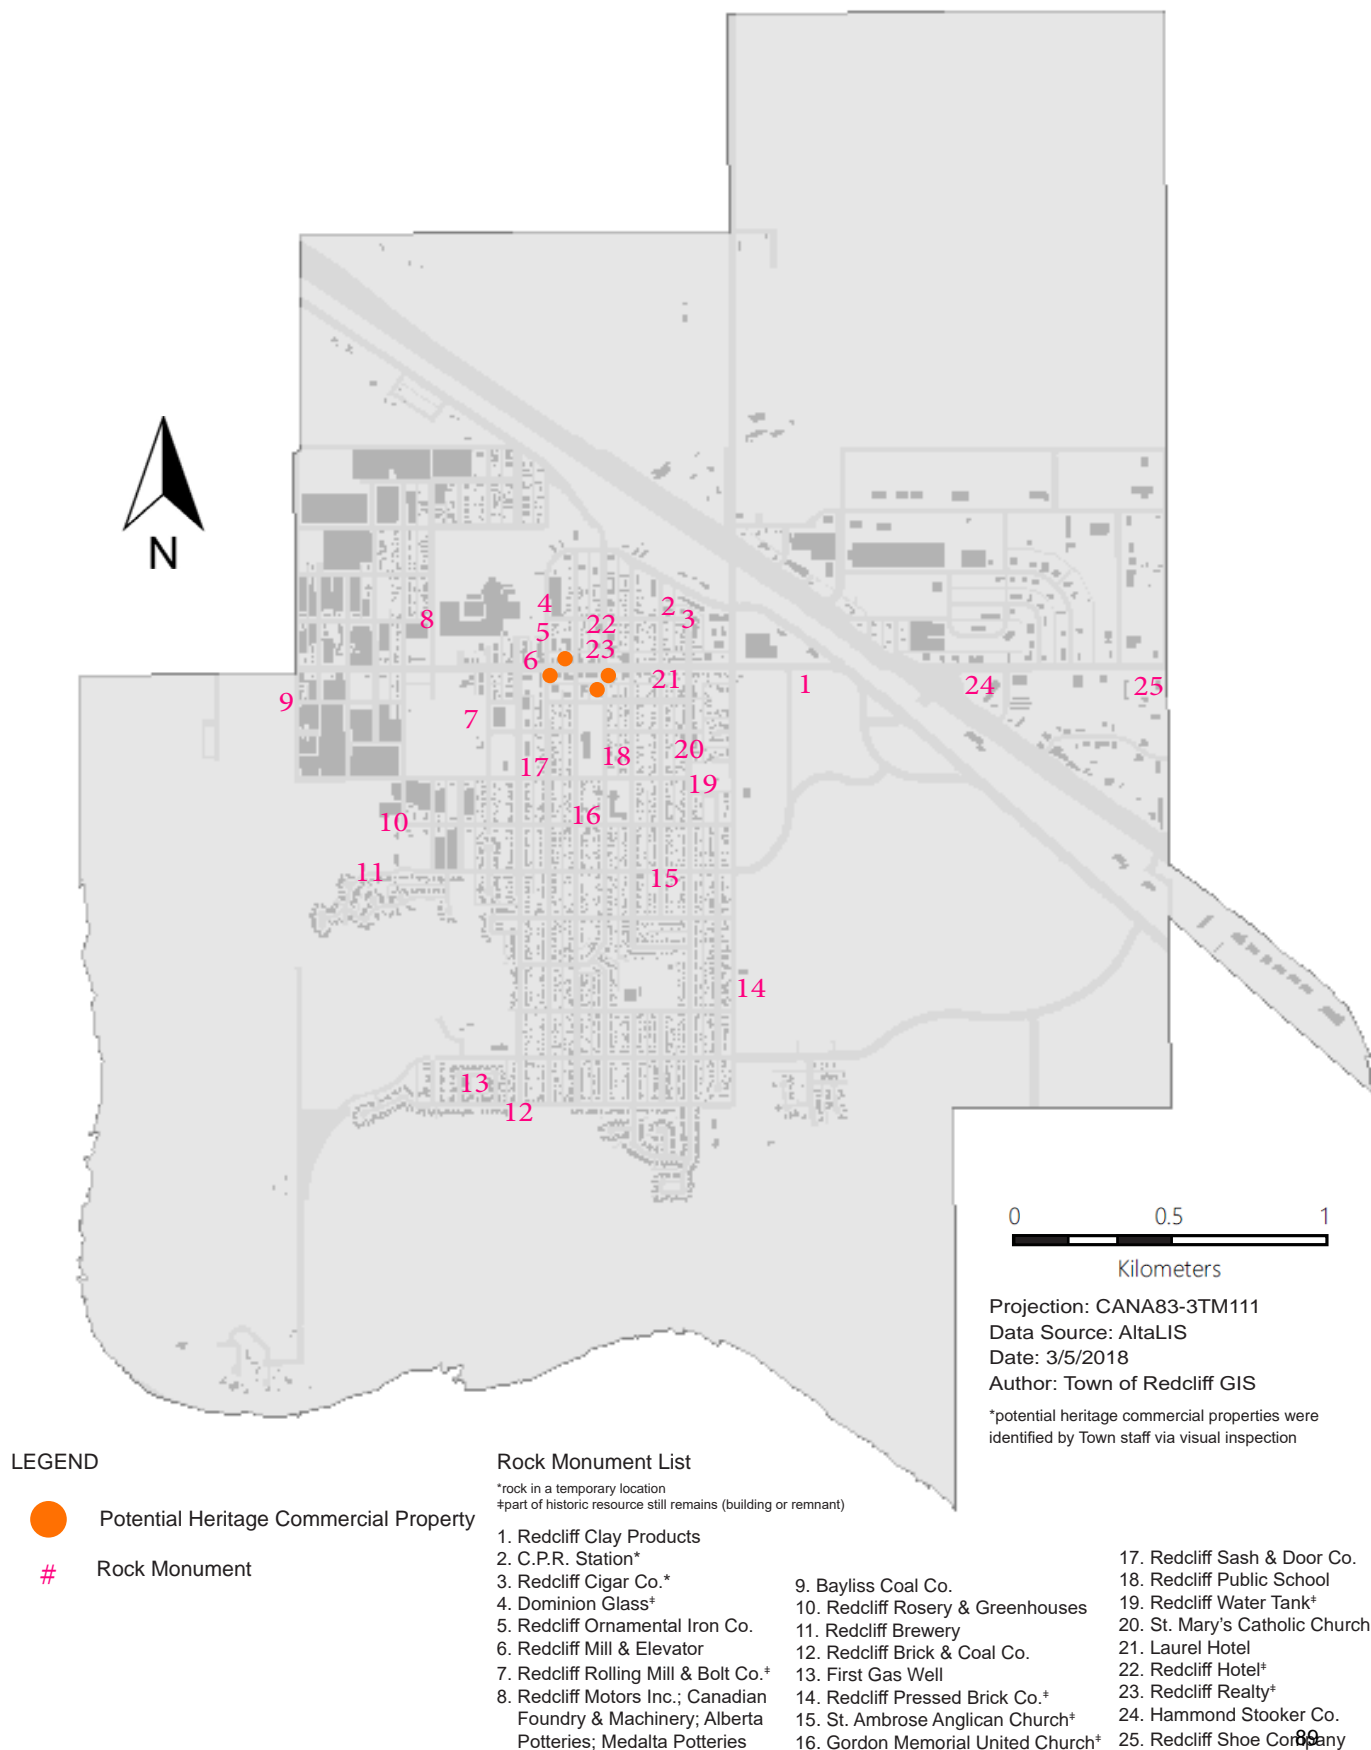 N
4
2
22
3
8
5
23
6
21
1
24
25
9
7
20
18
17
19
16
10
11
15
14
13
12
0 0.5 1
Kilometers
Projection: CANA83-3TM111
Data Source: AltaLIS
Date: 3/5/2018
Author: Town of Redcliff GIS
*potential heritage commercial properties were
identified by Town staff via visual inspection
LEGEND
Potential Heritage Commercial Property
# Rock Monument
Rock Monument List
*rock in a temporary location
‡part of historic resource still remains (building or remnant)
1. Redcliff Clay Products
2. C.P.R. Station*
3. Redcliff Cigar Co.*
4. Dominion Glass‡
5. Redcliff Ornamental Iron Co.
6. Redcliff Mill & Elevator
7. Redcliff Rolling Mill & Bolt Co.‡
8. Redcliff Motors Inc.; Canadian
Foundry & Machinery; Alberta
Potteries; Medalta Potteries
9. Bayliss Coal Co.
10. Redcliff Rosery & Greenhouses
11. Redcliff Brewery
12. Redcliff Brick & Coal Co.
13. First Gas Well
14. Redcliff Pressed Brick Co.‡
15. St. Ambrose Anglican Church‡
16. Gordon Memorial United Church‡
17. Redcliff Sash & Door Co.
18. Redcliff Public School
19. Redcliff Water Tank‡
20. St. Mary's Catholic Church
21. Laurel Hotel
22. Redcliff Hotel‡
23. Redcliff Realty‡
24. Hammond Stooker Co.
25. Redcliff Shoe Company
89